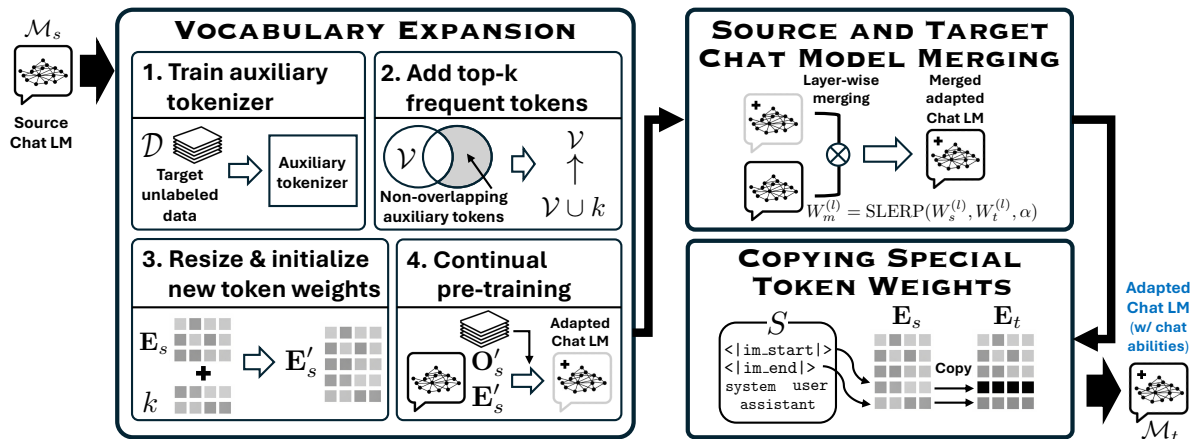 M_s
Source
Chat LM
VOCABULARY EXPANSION
1. Train auxiliary
tokenizer
D
Target
unlabeled
data
Auxiliary
tokenizer
2. Add top-k
frequent tokens
V
Non-overlapping
auxiliary tokens
V
↑
V ∪ k
3. Resize & initialize
new token weights
E_s
+
k
E'_s
4. Continual
pre-training
O'_s
E'_s
Adapted
Chat LM
+
SOURCE AND TARGET
CHAT MODEL MERGING
Layer-wise
merging
+
⊗
Merged
adapted
Chat LM
+
W_m^{(l)} = SLERP(W_s^{(l)}, W_t^{(l)}, α)
COPYING SPECIAL
TOKEN WEIGHTS
S
<|im_start|>
<|im_end|>
system user
assistant
E_s
Copy
E_t
Adapted
Chat LM
(w/ chat
abilities)
+
M_t